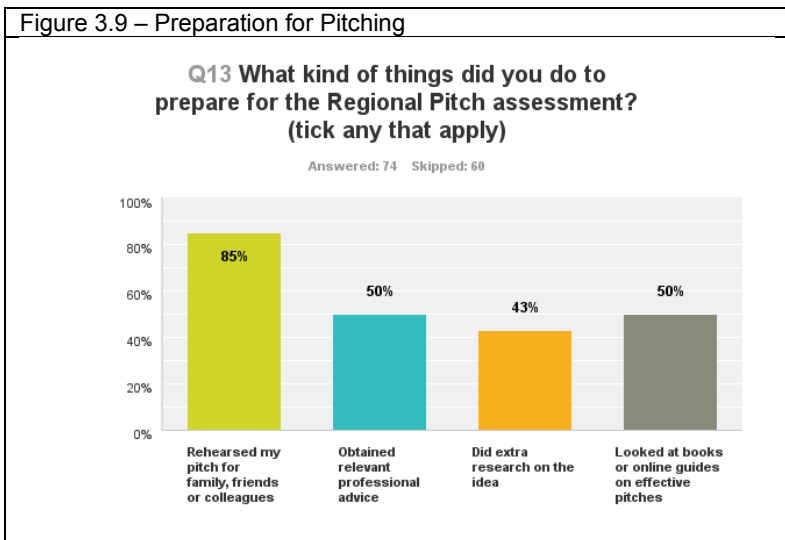 Figure 3.9 – Preparation for Pitching
Q13 What kind of things did you do to
prepare for the Regional Pitch assessment?
(tick any that apply)
Answered: 74 Skipped: 60
100%
80%
60%
40%
20%
0%
85%
50%
43%
50%
Rehearsed my
pitch for
family, friends
or colleagues
Obtained
relevant
professional
advice
Did extra
research on the
idea
Looked at books
or online guides
on effective
pitches